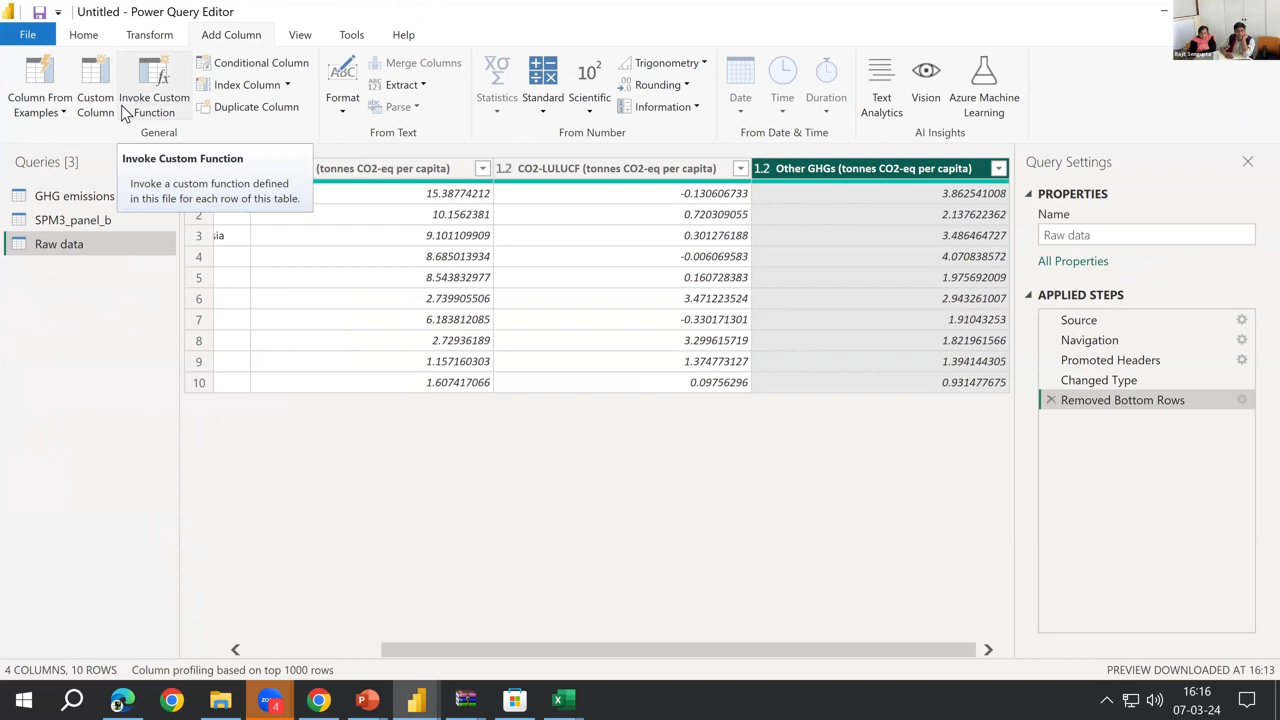 Untitled - Power Query Editor
File Home Transform Add Column View Tools Help
Column From Examples
Custom Column
Invoke Custom Function
Conditional Column
Index Column
Duplicate Column
General
Format
Merge Columns
Extract
Parse
From Text
Statistics
Standard
10² Scientific
Trigonometry
Rounding
Information
From Number
Date
Time
Duration
From Date & Time
Text Analytics
Vision
Azure Machine Learning
AI Insights
Rajit Sengupta
Invoke Custom Function
Invoke a custom function defined
in this file for each row of this table.
Queries [3]
GHG emissions
SPM3_panel_b
Raw data
(tonnes CO2-eq per capita) 1.2 CO2-LULUCF (tonnes CO2-eq per capita) 1.2 Other GHGs (tonnes CO2-eq per capita)
15.38774212 -0.130606733 3.862541008
2 10.1562381 0.720309055 2.137622362
3 sia 9.101109909 0.301276188 3.486464727
4 8.685013934 -0.006069583 4.070838572
5 8.543832977 0.160728383 1.975692009
6 2.739905506 3.471223524 2.943261007
7 6.183812085 -0.330171301 1.91043253
8 2.72936189 3.299615719 1.821961566
9 1.157160303 1.374773127 1.394144305
10 1.607417066 0.09756296 0.931477675
Query Settings
PROPERTIES
Name
Raw data
All Properties
APPLIED STEPS
Source
Navigation
Promoted Headers
Changed Type
Removed Bottom Rows
4 COLUMNS, 10 ROWS Column profiling based on top 1000 rows PREVIEW DOWNLOADED AT 16:13
4
16:16
07-03-24